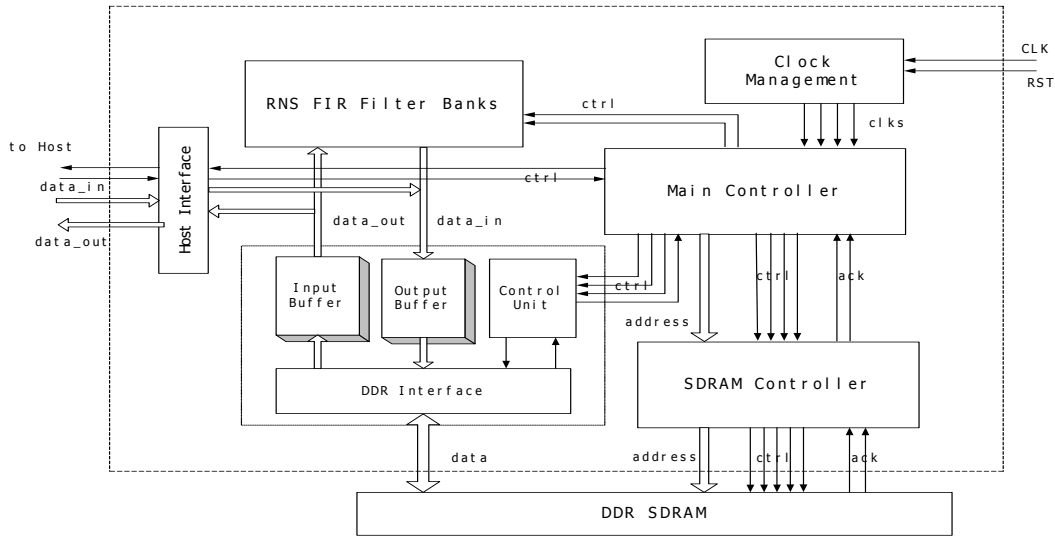 Clock
Management
CLK
RST
RNS FIR Filter Banks
ctrl
clks
to Host
data_in
data_out
Host Interface
ctrl
Main Controller
data_out
data_in
Input
Buffer
Output
Buffer
Control
Unit
ctrl
ctrl
ack
address
DDR Interface
SDRAM Controller
data
address
ctrl
ack
DDR SDRAM